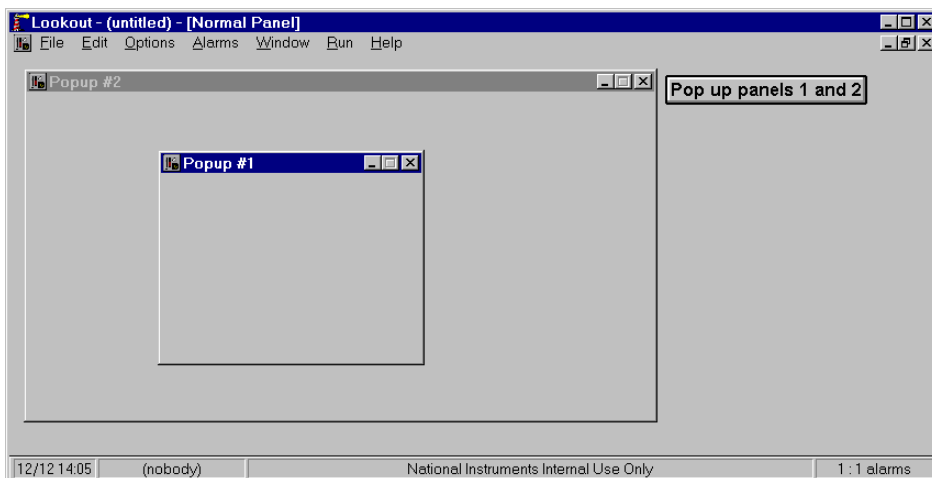 Lookout - (untitled) - [Normal Panel]
File Edit Options Alarms Window Run Help
Popup #2
Pop up panels 1 and 2
Popup #1
12/12 14:05 (nobody) National Instruments Internal Use Only 1 : 1 alarms